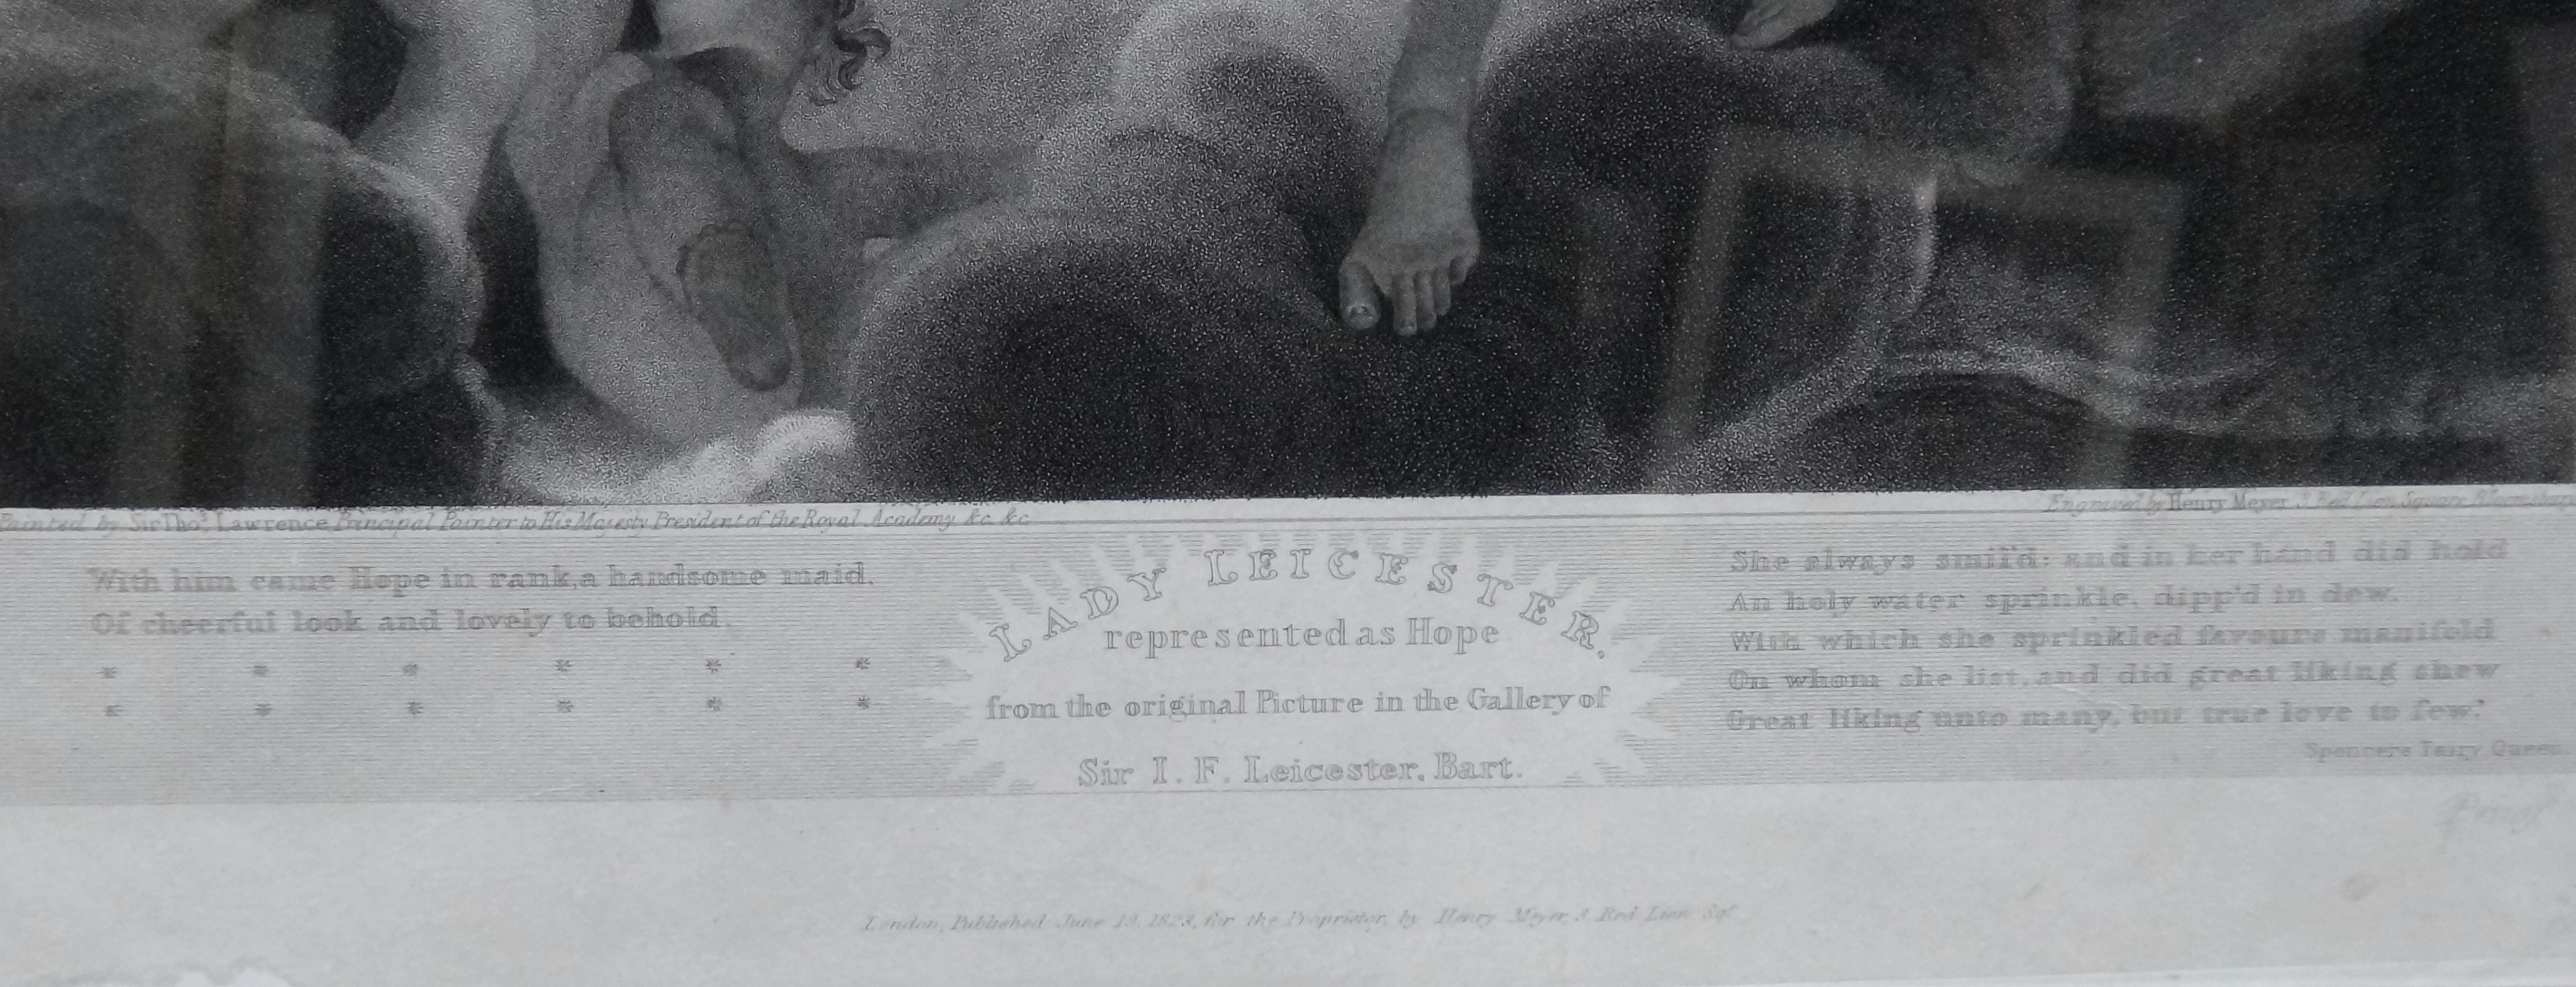 Painted by Sir Tho.s Lawrence Principal Painter to His Majesty President of the Royal Academy &c. &c.
Engraved by Henry Meyer 3 Red Lion Square
With him came Hope in rank, a handsome maid.
Of cheerful look and lovely to behold.
* * * * * *
* * * * * *
LADY LEICESTER.
represented as Hope
from the original Picture in the Gallery of
Sir I. F. Leicester, Bart.
She always smil'd: and in her hand did hold
An holy water sprinkle, dipp'd in dew.
With which she sprinkled favours manifold
On whom she list, and did great liking shew
Great liking unto many, but true love to few."
Spencers Fairy Queen
Proof
London, Published June 19, 1823, for the Proprietor, by Henry Meyer, 3, Red Lion Sqre